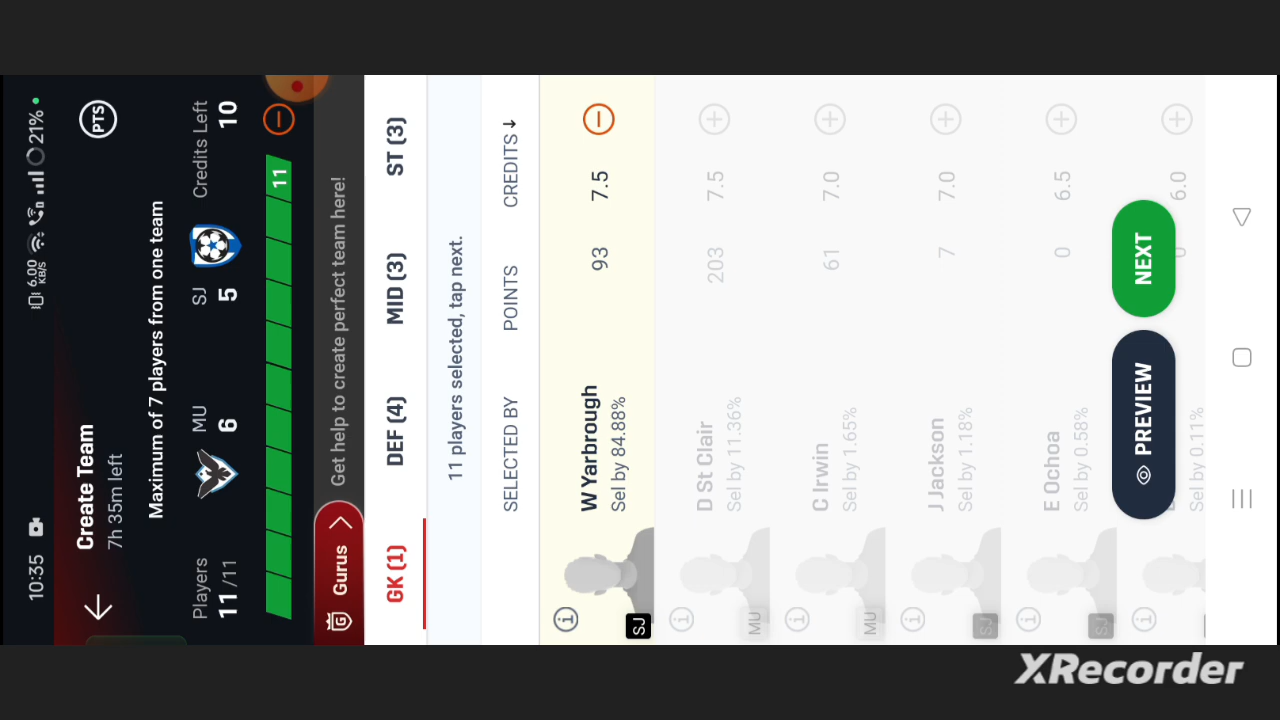 10:35
6.00 KB/S
21%
Create Team
7h 35m left
PTS
Maximum of 7 players from one team
Players
11/11
MU
6
SJ
5
Credits Left
10
11
G Gurus
Get help to create perfect team here!
GK (1)
DEF (4)
MID (3)
ST (3)
11 players selected, tap next.
SELECTED BY
POINTS
CREDITS ↓
SJ
W Yarbrough
Sel by 84.88%
93
7.5
MU
D St Clair
Sel by 11.36%
203
7.5
MU
C Irwin
Sel by 1.65%
61
7.0
SJ
J Jackson
Sel by 1.18%
7
7.0
SJ
E Ochoa
Sel by 0.58%
0
6.5
Sel by 0.11%
6.0
PREVIEW
NEXT
XRecorder